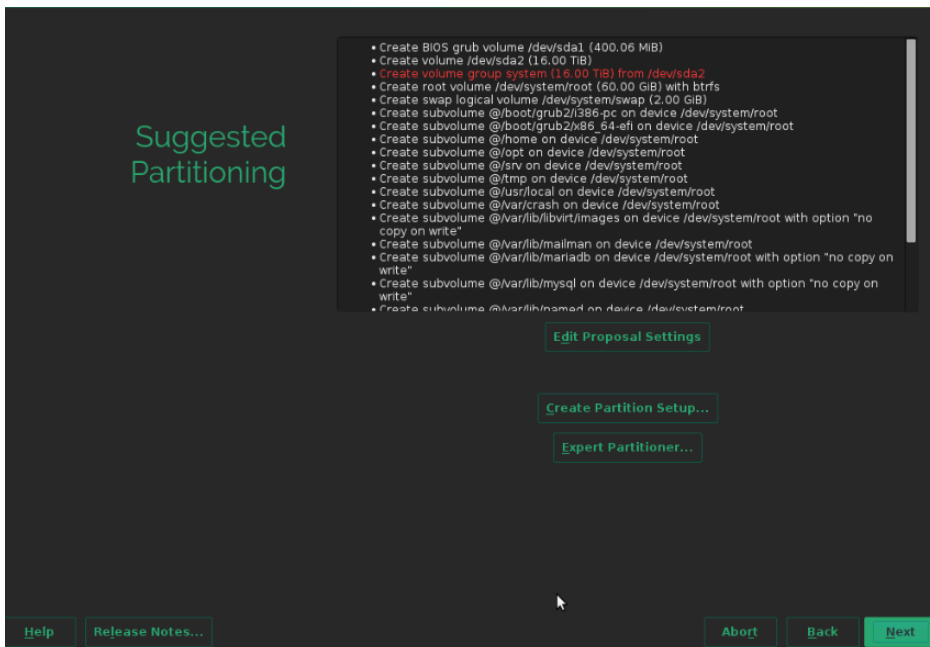 Suggested
Partitioning
• Create BIOS grub volume /dev/sda1 (400.06 MiB)
• Create volume /dev/sda2 (16.00 TiB)
• Create volume group system (16.00 TiB) from /dev/sda2
• Create root volume /dev/system/root (60.00 GiB) with btrfs
• Create swap logical volume /dev/system/swap (2.00 GiB)
• Create subvolume @/boot/grub2/i386-pc on device /dev/system/root
• Create subvolume @/boot/grub2/x86_64-efi on device /dev/system/root
• Create subvolume @/home on device /dev/system/root
• Create subvolume @/opt on device /dev/system/root
• Create subvolume @/srv on device /dev/system/root
• Create subvolume @/tmp on device /dev/system/root
• Create subvolume @/usr/local on device /dev/system/root
• Create subvolume @/var/crash on device /dev/system/root
• Create subvolume @/var/lib/libvirt/images on device /dev/system/root with option "no
copy on write"
• Create subvolume @/var/lib/mailman on device /dev/system/root
• Create subvolume @/var/lib/mariadb on device /dev/system/root with option "no copy on
write"
• Create subvolume @/var/lib/mysql on device /dev/system/root with option "no copy on
write"
• Create subvolume @/var/lib/named on device /dev/system/root
Edit Proposal Settings
Create Partition Setup...
Expert Partitioner...
Help
Release Notes...
Abort
Back
Next